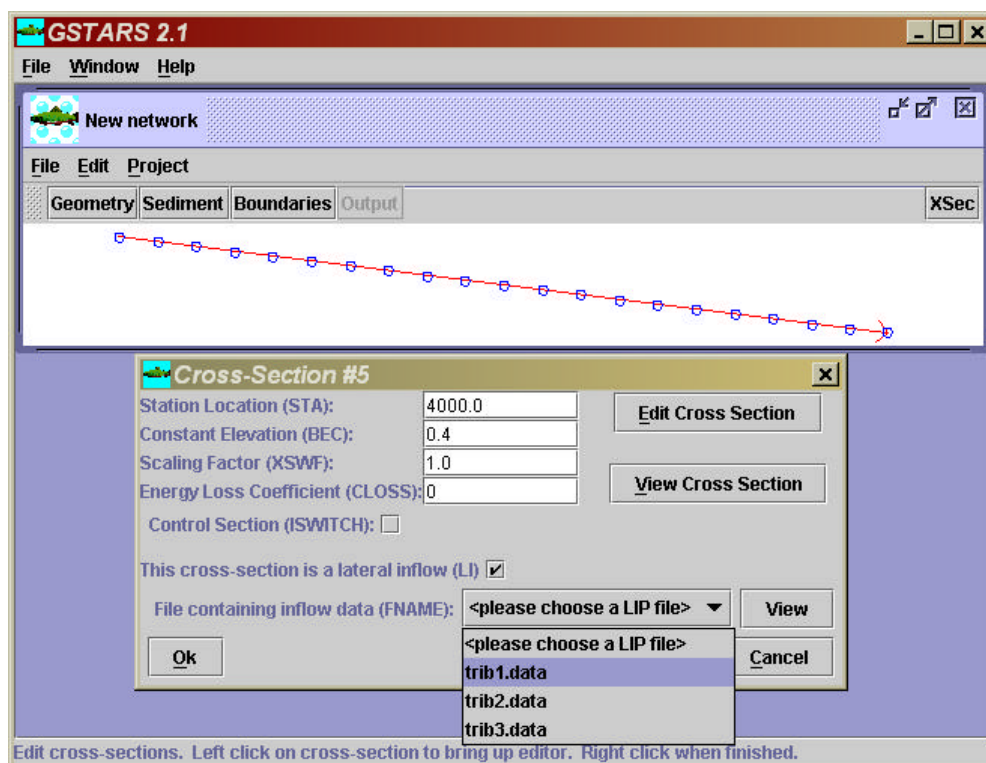 GSTARS 2.1
File Window Help
New network
File Edit Project
Geometry Sediment Boundaries Output XSec
Cross-Section #5
Station Location (STA): 4000.0 Edit Cross Section
Constant Elevation (BEC): 0.4
Scaling Factor (XSWF): 1.0
View Cross Section
Energy Loss Coefficient (CLOSS): 0
Control Section (ISWITCH):
This cross-section is a lateral inflow (LI)
File containing inflow data (FNAME): <please choose a LIP file> View
<please choose a LIP file>
Ok Cancel
trib1.data
trib2.data
trib3.data
Edit cross-sections. Left click on cross-section to bring up editor. Right click when finished.